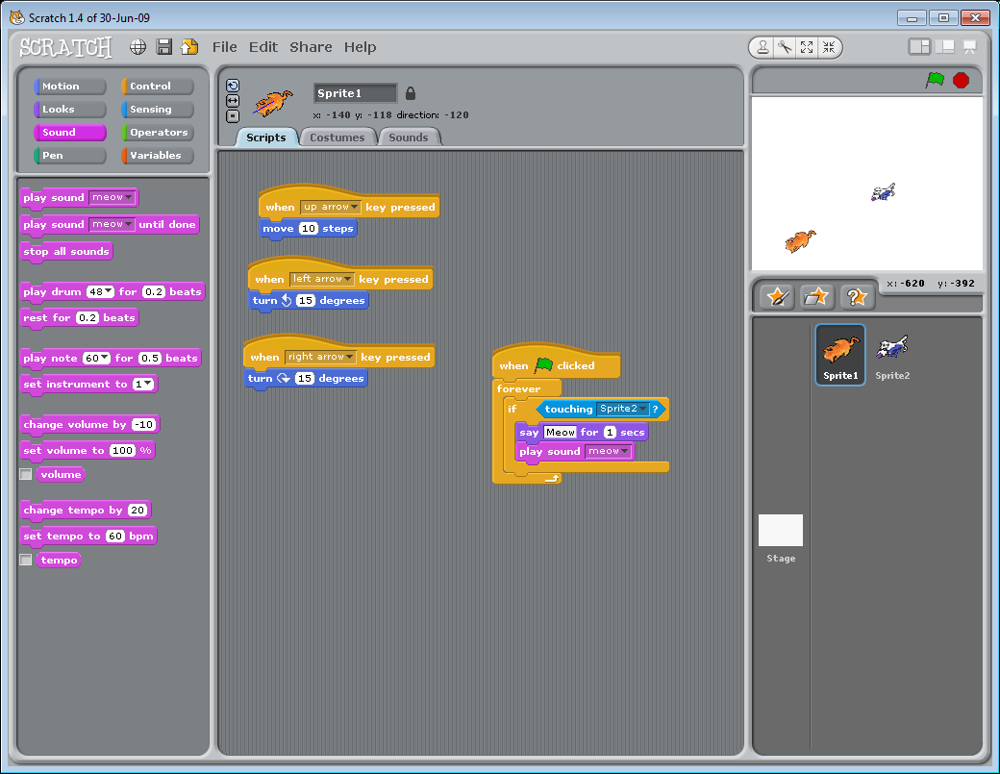 Scratch 1.4 of 30-Jun-09
SCRATCH File Edit Share Help
Motion Control
Looks Sensing
Sound Operators
Pen Variables
play sound meow
play sound meow until done
stop all sounds
play drum 48 for 0.2 beats
rest for 0.2 beats
play note 60 for 0.5 beats
set instrument to 1
change volume by -10
set volume to 100 %
volume
change tempo by 20
set tempo to 60 bpm
tempo
Sprite1
x: -140 y: -118 direction: -120
Scripts Costumes Sounds
when up arrow key pressed
move 10 steps
when left arrow key pressed
turn 15 degrees
when right arrow key pressed
turn 15 degrees
when clicked
forever
if touching Sprite2 ?
say Meow for 1 secs
play sound meow
x: -620 y: -392
Sprite1 Sprite2
Stage